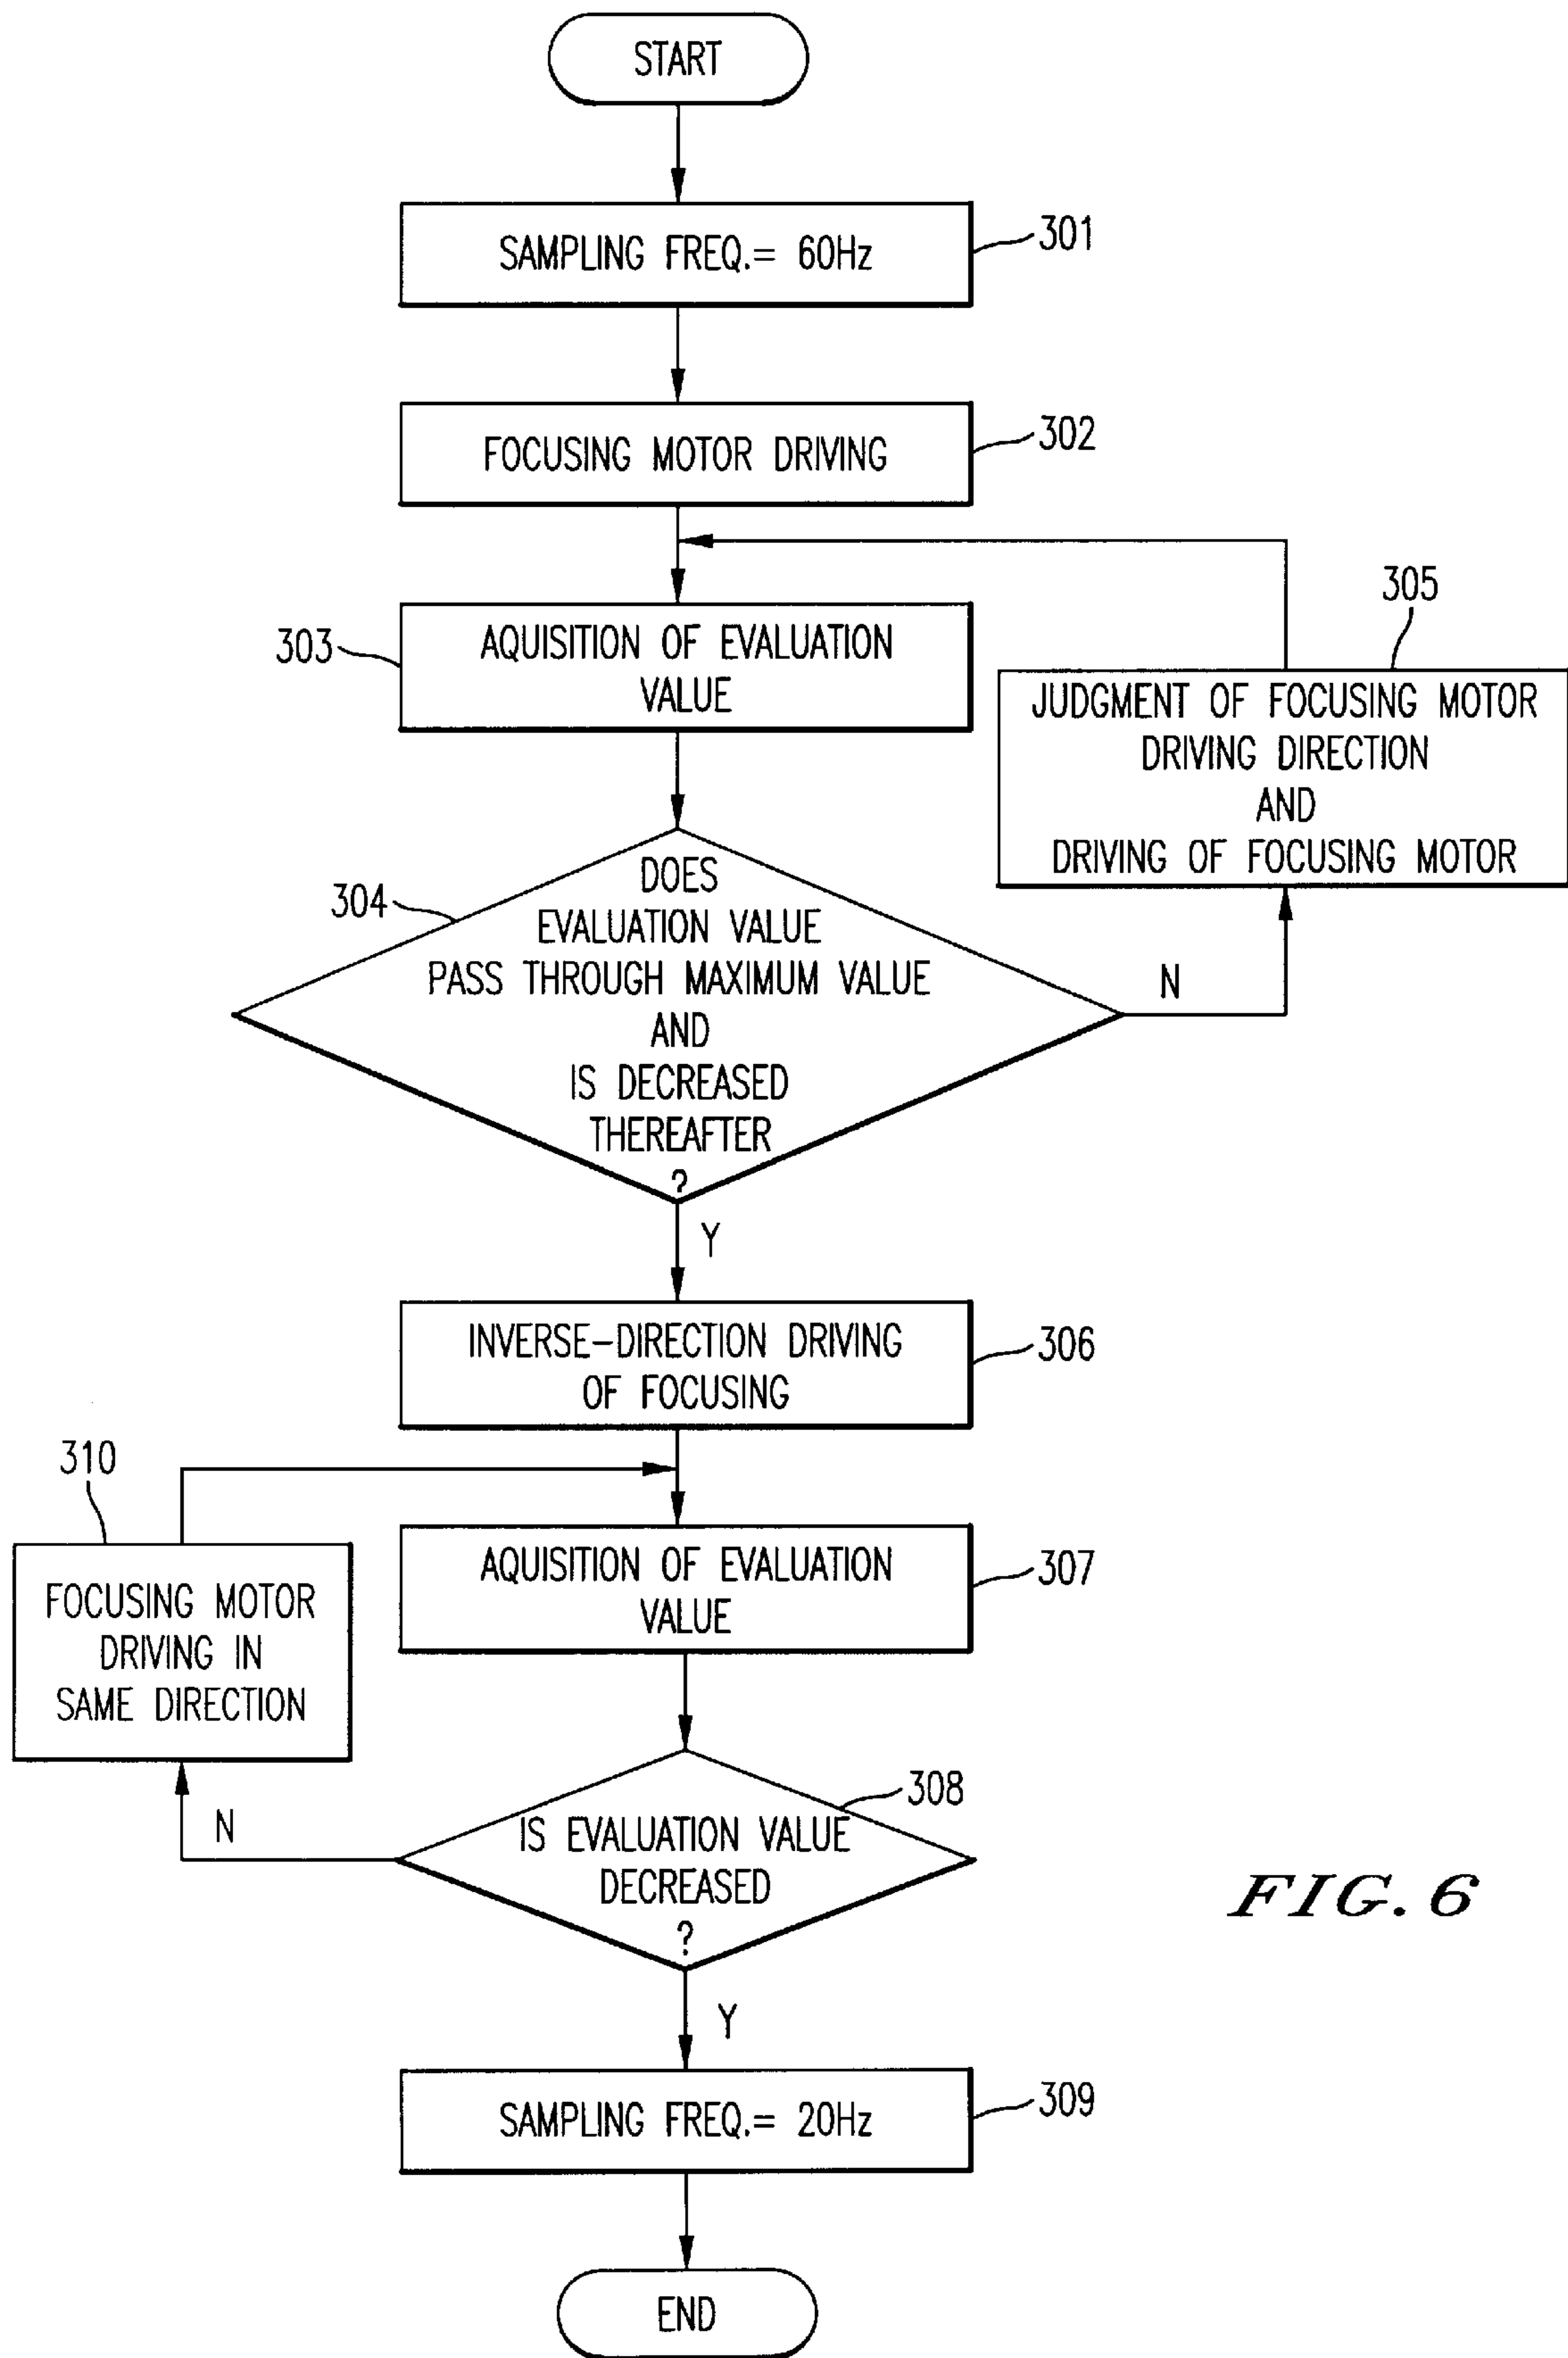 START
SAMPLING FREQ.= 60Hz
301
FOCUSING MOTOR DRIVING
302
303
AQUISITION OF EVALUATION
VALUE
305
JUDGMENT OF FOCUSING MOTOR
DRIVING DIRECTION
AND
DRIVING OF FOCUSING MOTOR
304
DOES
EVALUATION VALUE
PASS THROUGH MAXIMUM VALUE
AND
IS DECREASED
THEREAFTER
?
N
Y
INVERSE-DIRECTION DRIVING
OF FOCUSING
306
310
FOCUSING MOTOR
DRIVING IN
SAME DIRECTION
AQUISITION OF EVALUATION
VALUE
307
308
IS EVALUATION VALUE
DECREASED
?
N
Y
SAMPLING FREQ.= 20Hz
309
END
FIG. 6